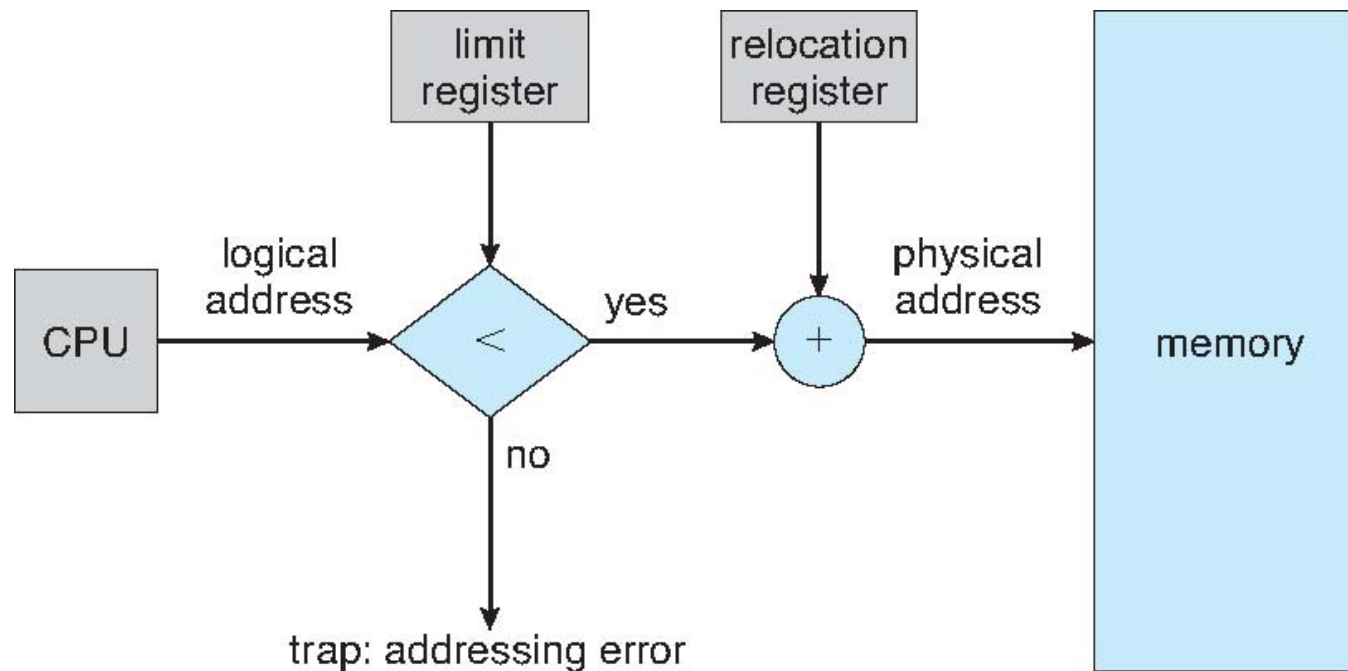 limit
register
relocation
register
logical
address
physical
address
CPU
<
yes
+
memory
no
trap: addressing error